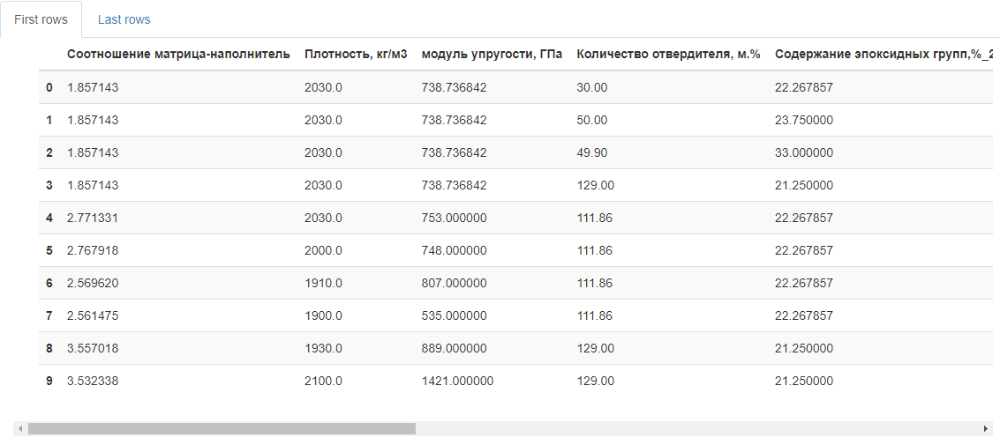 First rows Last rows
Соотношение матрица-наполнитель Плотность, кг/м3 модуль упругости, ГПа Количество отвердителя, м.% Содержание эпоксидных групп,%_2
0 1.857143 2030.0 738.736842 30.00 22.267857
1 1.857143 2030.0 738.736842 50.00 23.750000
2 1.857143 2030.0 738.736842 49.90 33.000000
3 1.857143 2030.0 738.736842 129.00 21.250000
4 2.771331 2030.0 753.000000 111.86 22.267857
5 2.767918 2000.0 748.000000 111.86 22.267857
6 2.569620 1910.0 807.000000 111.86 22.267857
7 2.561475 1900.0 535.000000 111.86 22.267857
8 3.557018 1930.0 889.000000 129.00 21.250000
9 3.532338 2100.0 1421.000000 129.00 21.250000